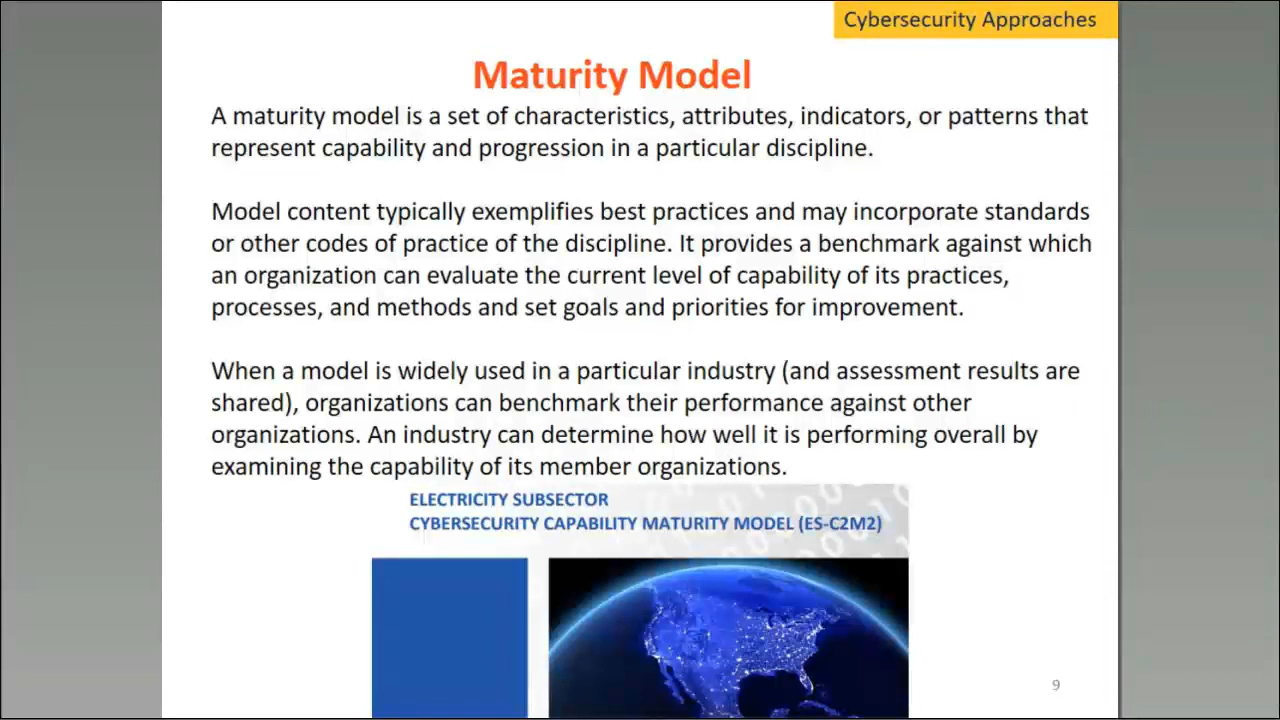 Cybersecurity Approaches
Maturity Model
A maturity model is a set of characteristics, attributes, indicators, or patterns that
represent capability and progression in a particular discipline.
Model content typically exemplifies best practices and may incorporate standards
or other codes of practice of the discipline. It provides a benchmark against which
an organization can evaluate the current level of capability of its practices,
processes, and methods and set goals and priorities for improvement.
When a model is widely used in a particular industry (and assessment results are
shared), organizations can benchmark their performance against other
organizations. An industry can determine how well it is performing overall by
examining the capability of its member organizations.
ELECTRICITY SUBSECTOR
CYBERSECURITY CAPABILITY MATURITY MODEL (ES-C2M2)
9